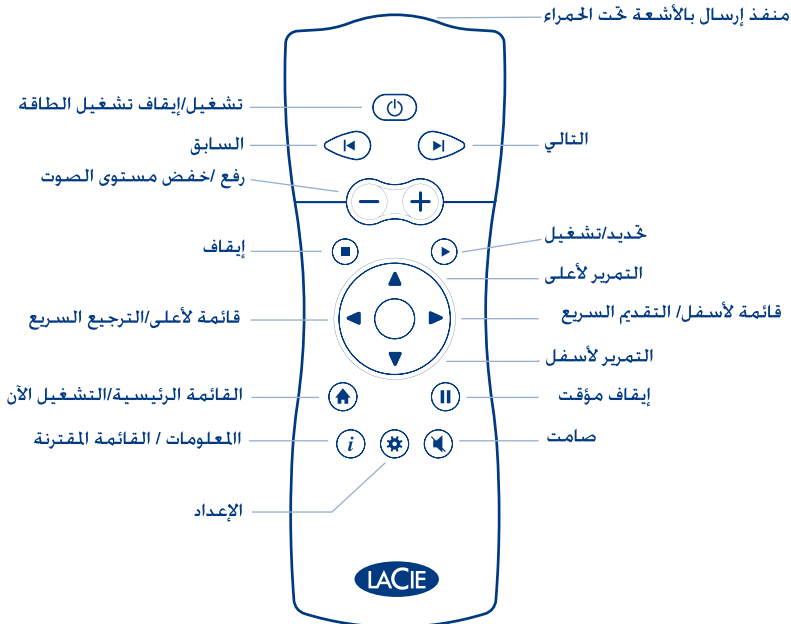 منفذ إرسال بالأشعة تحت الحمراء
تشغيل/إيقاف تشغيل الطاقة
التالي
السابق
رفع /خفض مستوى الصوت
تحديد/تشغيل
إيقاف
التمرير لأعلى
قائمة لأسفل/ التقديم السريع
قائمة لأعلى/الترجيع السريع
التمرير لأسفل
القائمة الرئيسية/التشغيل الآن
إيقاف مؤقت
االمعلومات / القائمة المقترنة
صامت
i
الإعداد
LACIE